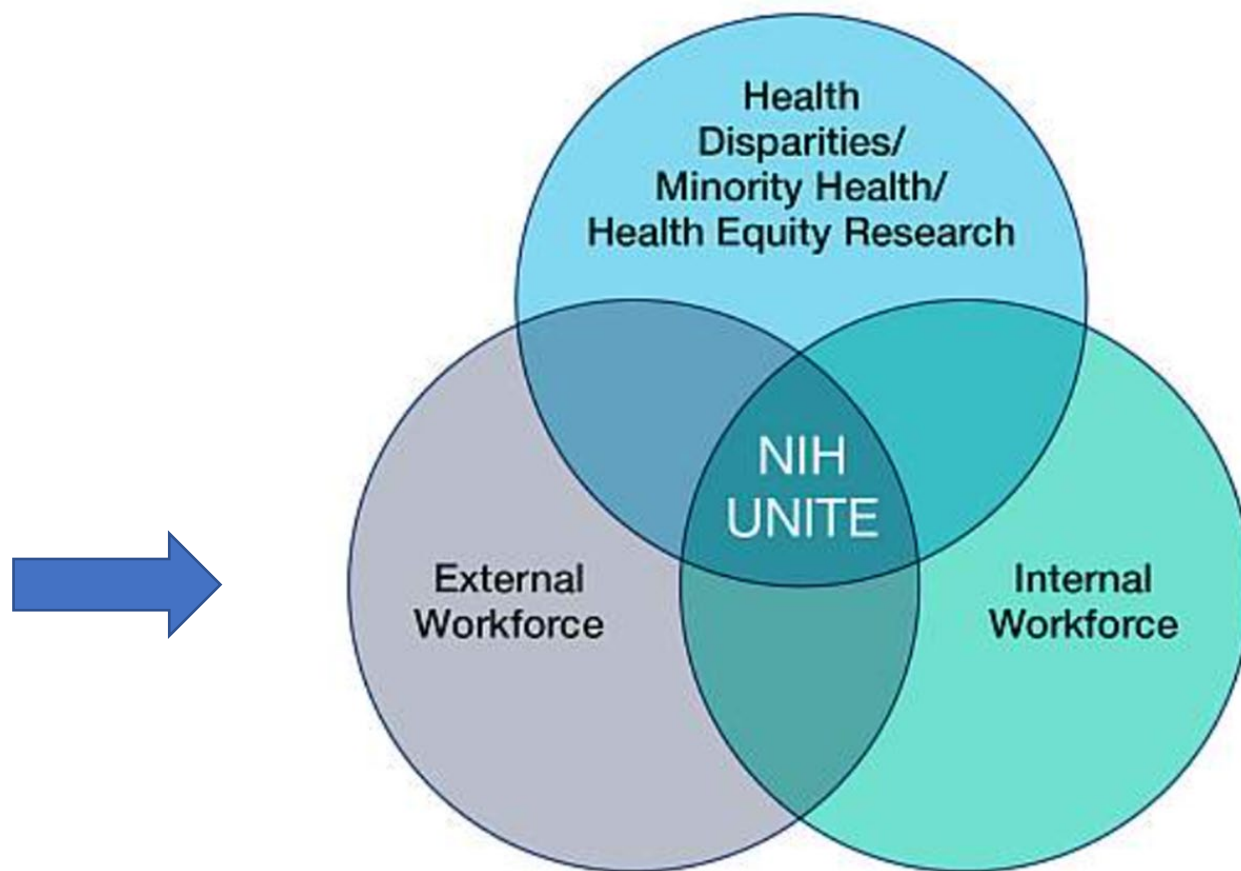 Health
Disparities/
Minority Health/
Health Equity Research
NIH
UNITE
External
Workforce
Internal
Workforce